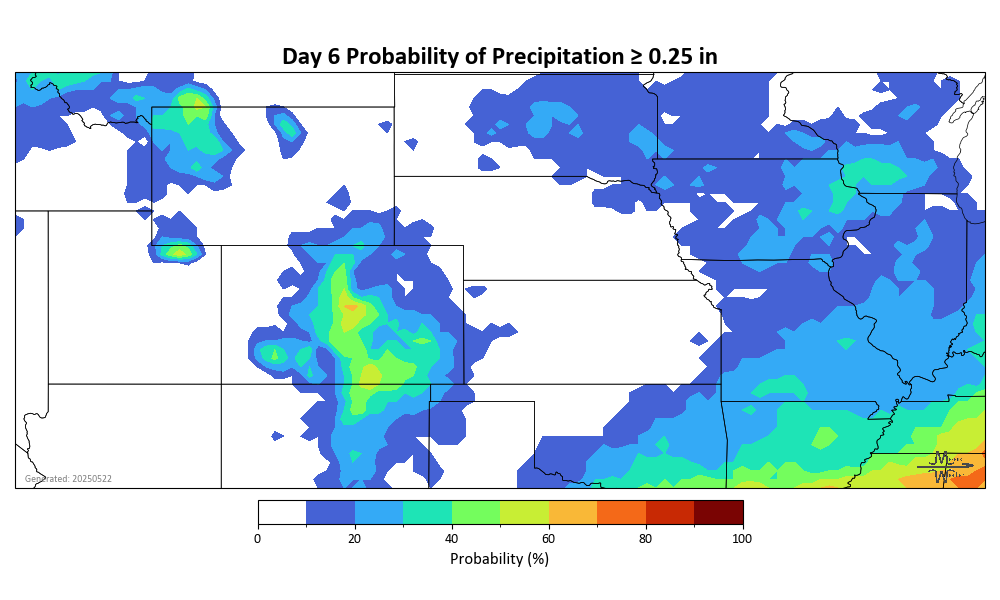 Day 6 Probability of Precipitation ≥ 0.25 in
Generated: 20250522
0 20 40 60 80 100
Probability (%)